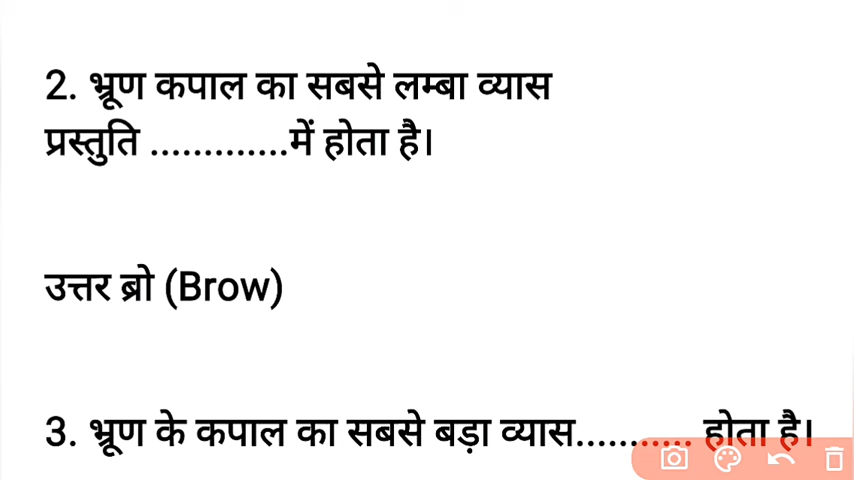 2. भ्रूण कपाल का सबसे लम्बा व्यास
प्रस्तुति .............में होता है।
उत्तर ब्रो (Brow)
3. भ्रूण के कपाल का सबसे बड़ा व्यास........... होता है।